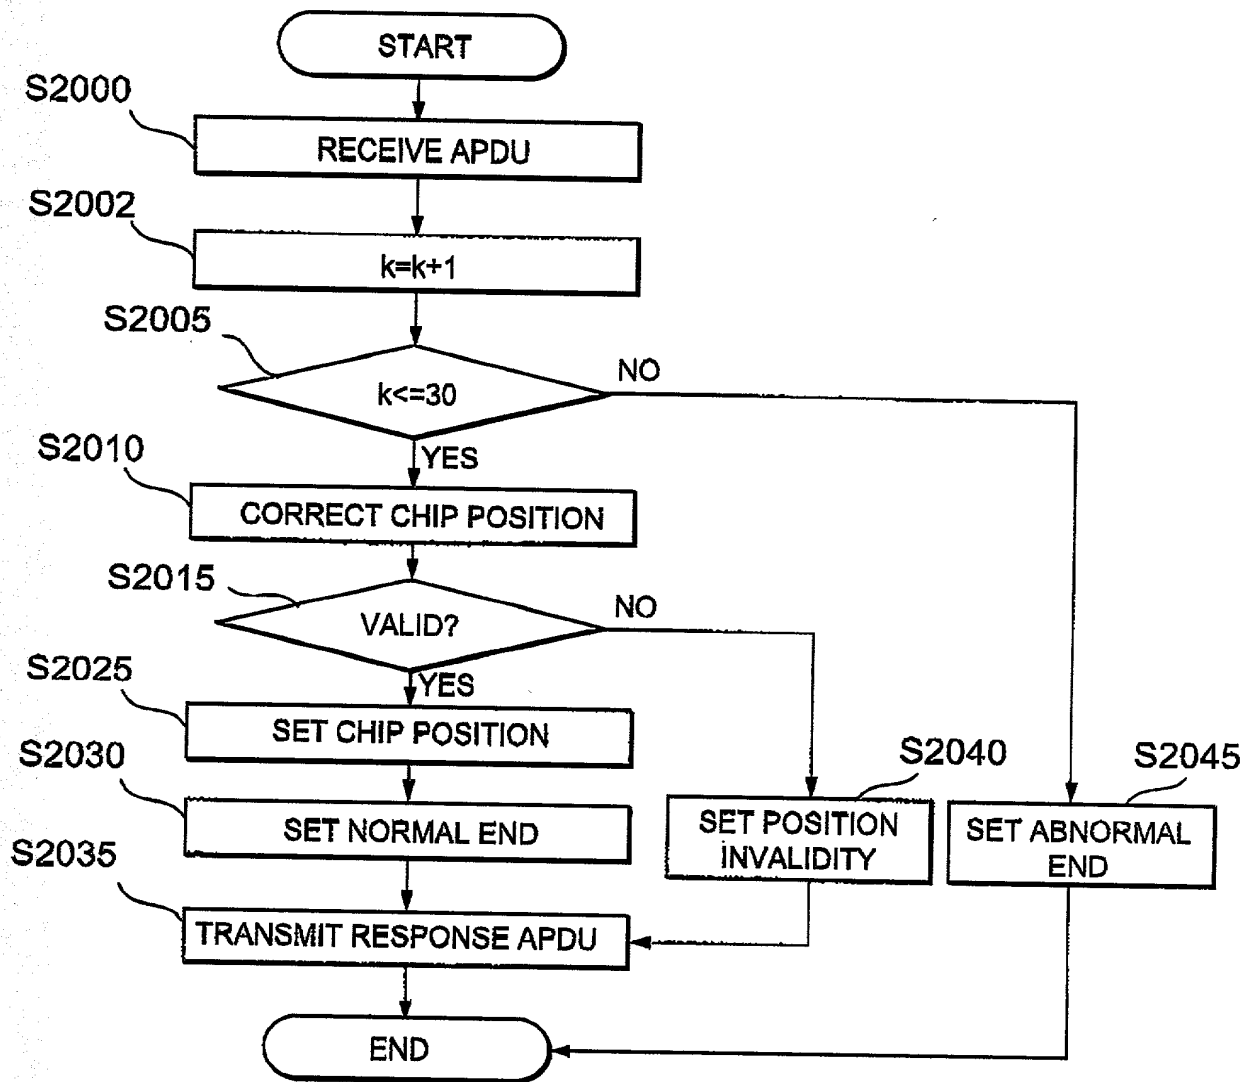 START
S2000
RECEIVE APDU
S2002
k=k+1
S2005
k<=30
NO
YES
S2010
CORRECT CHIP POSITION
S2015
VALID?
NO
YES
S2025
SET CHIP POSITION
S2030
SET NORMAL END
S2040
SET POSITION
INVALIDITY
S2045
SET ABNORMAL
END
S2035
TRANSMIT RESPONSE APDU
END